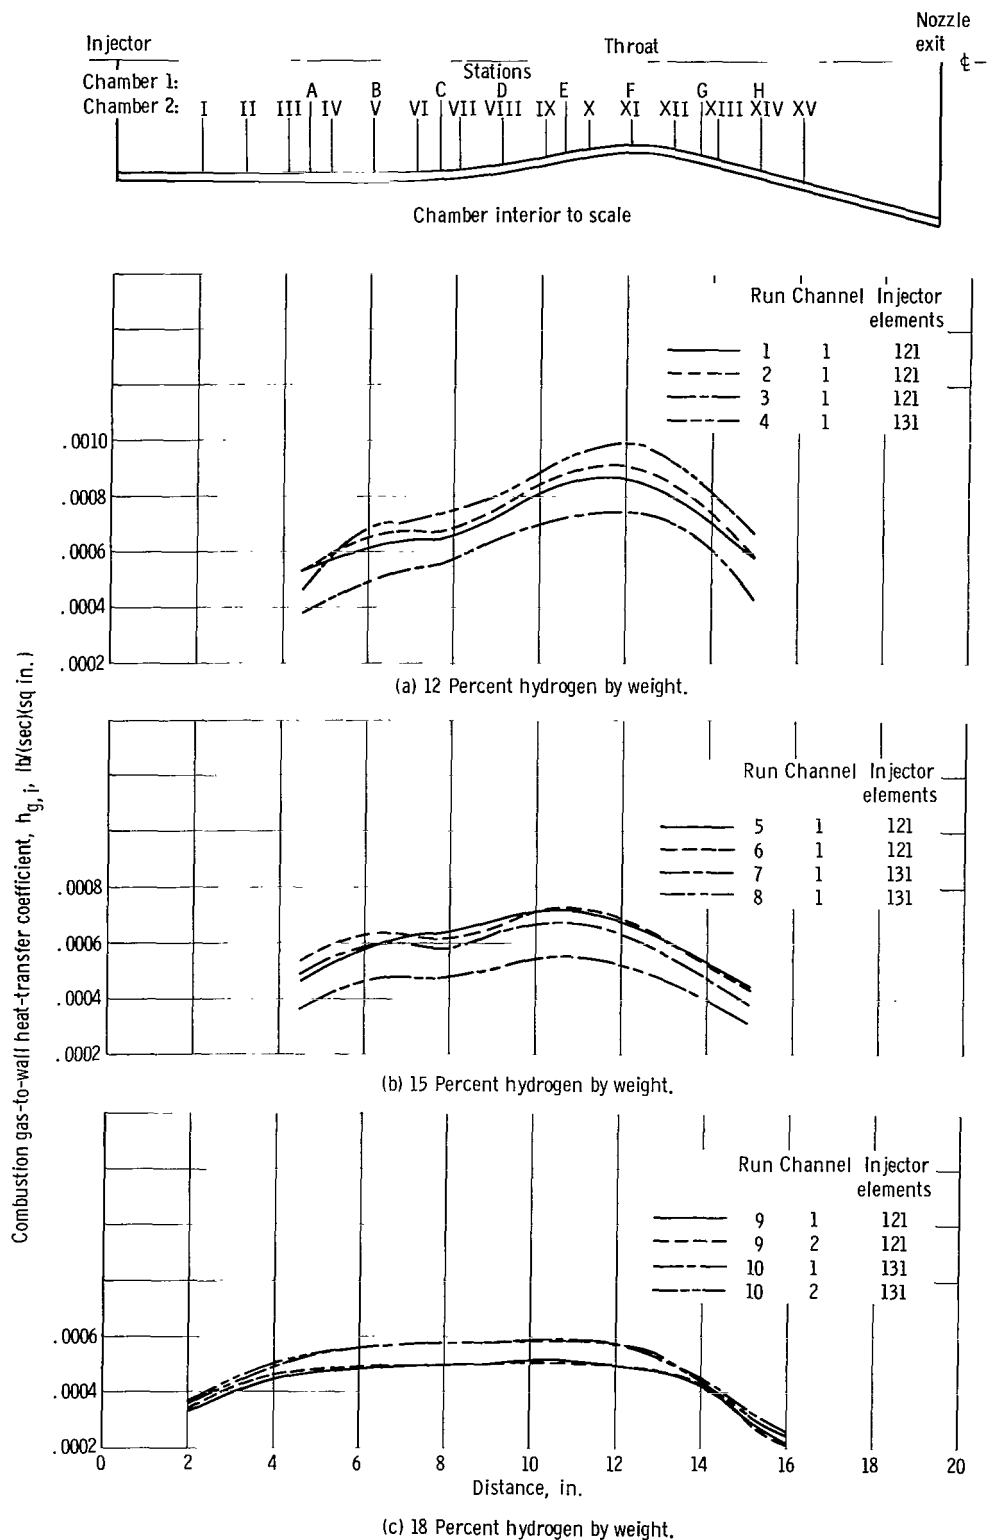 Injector
Throat
Nozzle
exit
℄
Stations
Chamber 1: A B C D E F G H
Chamber 2: I II III IV V VI VII VIII IX X XI XII XIII XIV XV
Chamber interior to scale
Combustion gas-to-wall heat-transfer coefficient, hg,i, lb/(sec)(sq in.)
Run Channel Injector
elements
1 1 121
2 1 121
3 1 121
4 1 131
.0010
.0008
.0006
.0004
.0002
(a) 12 Percent hydrogen by weight.
Run Channel Injector
elements
5 1 121
6 1 121
7 1 131
8 1 131
.0008
.0006
.0004
.0002
(b) 15 Percent hydrogen by weight.
Run Channel Injector
elements
9 1 121
9 2 121
10 1 131
10 2 131
.0006
.0004
.0002
0 2 4 6 8 10 12 14 16 18 20
Distance, in.
(c) 18 Percent hydrogen by weight.